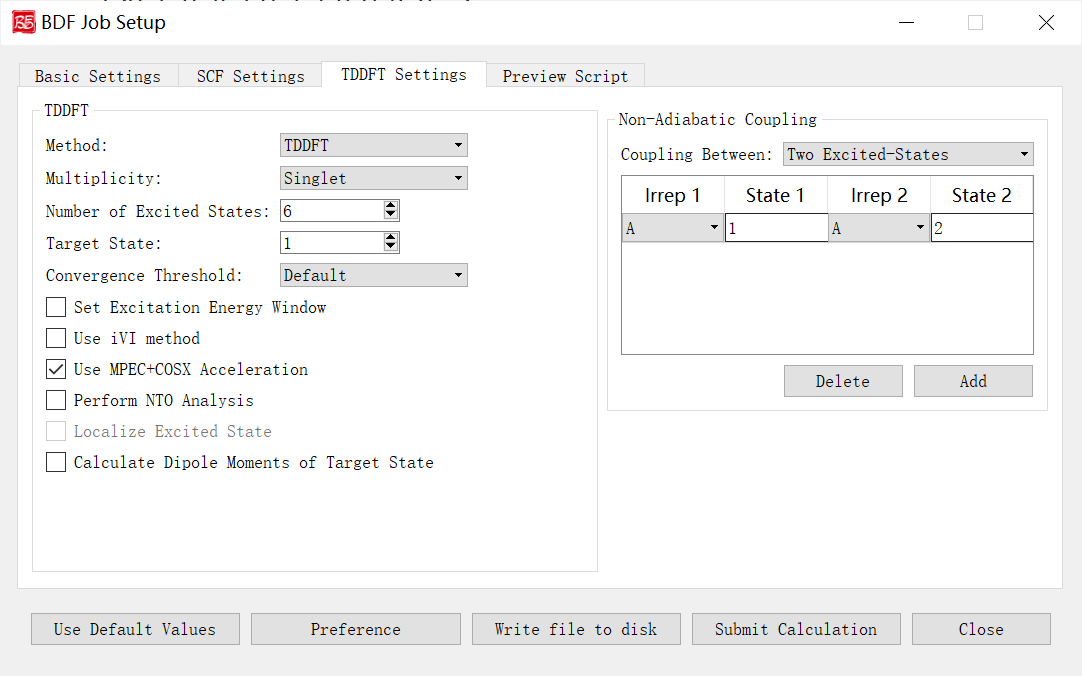 BDF Job Setup
Basic Settings SCF Settings TDDFT Settings Preview Script
TDDFT
Method: TDDFT
Multiplicity: Singlet
Number of Excited States: 6
Target State: 1
Convergence Threshold: Default
Set Excitation Energy Window
Use iVI method
Use MPEC+COSX Acceleration
Perform NTO Analysis
Localize Excited State
Calculate Dipole Moments of Target State
Non-Adiabatic Coupling
Coupling Between: Two Excited-States
Irrep 1 State 1 Irrep 2 State 2
A 1 A 2
Delete Add
Use Default Values Preference Write file to disk Submit Calculation Close